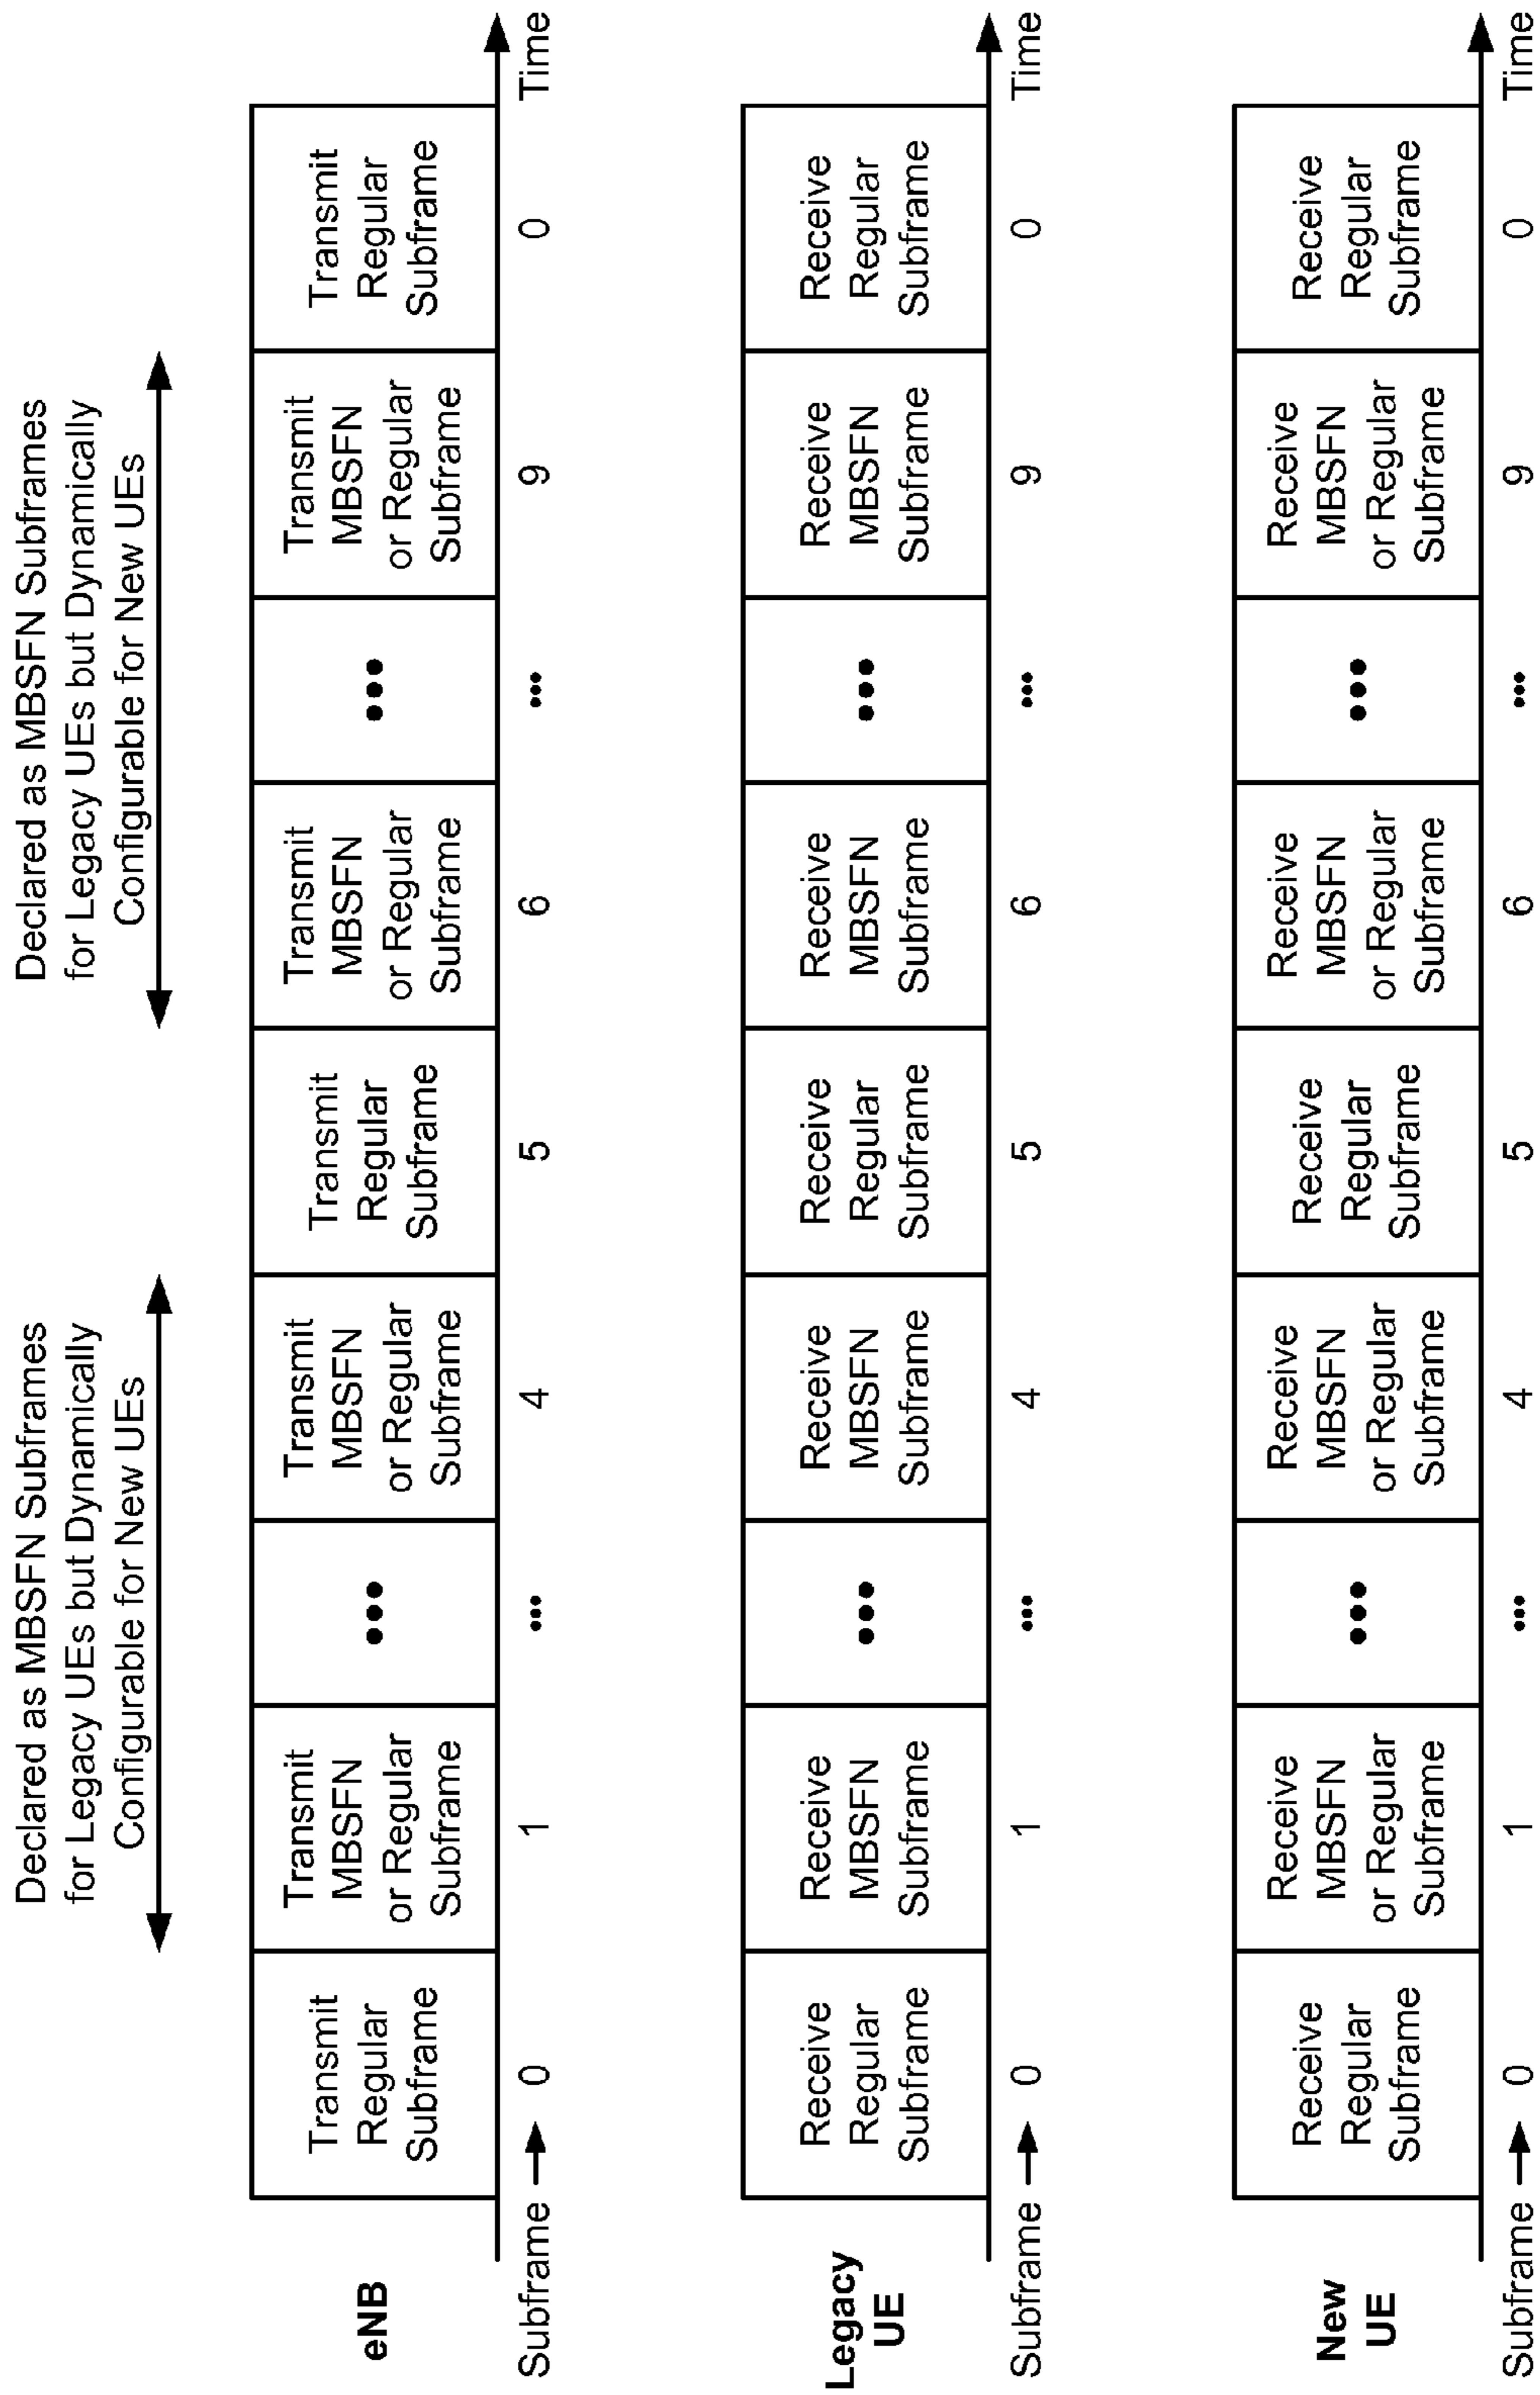 Declared as MBSFN Subframes
for Legacy UEs but Dynamically
Configurable for New UEs
Declared as MBSFN Subframes
for Legacy UEs but Dynamically
Configurable for New UEs
eNB
Transmit
Regular
Subframe
Transmit
MBSFN
or Regular
Subframe
•••
Transmit
MBSFN
or Regular
Subframe
Transmit
Regular
Subframe
Transmit
MBSFN
or Regular
Subframe
•••
Transmit
MBSFN
or Regular
Subframe
Transmit
Regular
Subframe
Subframe 0 1 ... 4 5 6 ... 9 0 Time
Legacy
UE
Receive
Regular
Subframe
Receive
MBSFN
Subframe
•••
Receive
MBSFN
Subframe
Receive
Regular
Subframe
Receive
MBSFN
Subframe
•••
Receive
MBSFN
Subframe
Receive
Regular
Subframe
Subframe 0 1 ... 4 5 6 ... 9 0 Time
New
UE
Receive
Regular
Subframe
Receive
MBSFN
or Regular
Subframe
•••
Receive
MBSFN
or Regular
Subframe
Receive
Regular
Subframe
Receive
MBSFN
or Regular
Subframe
•••
Receive
MBSFN
or Regular
Subframe
Receive
Regular
Subframe
Subframe 0 1 ... 4 5 6 ... 9 0 Time